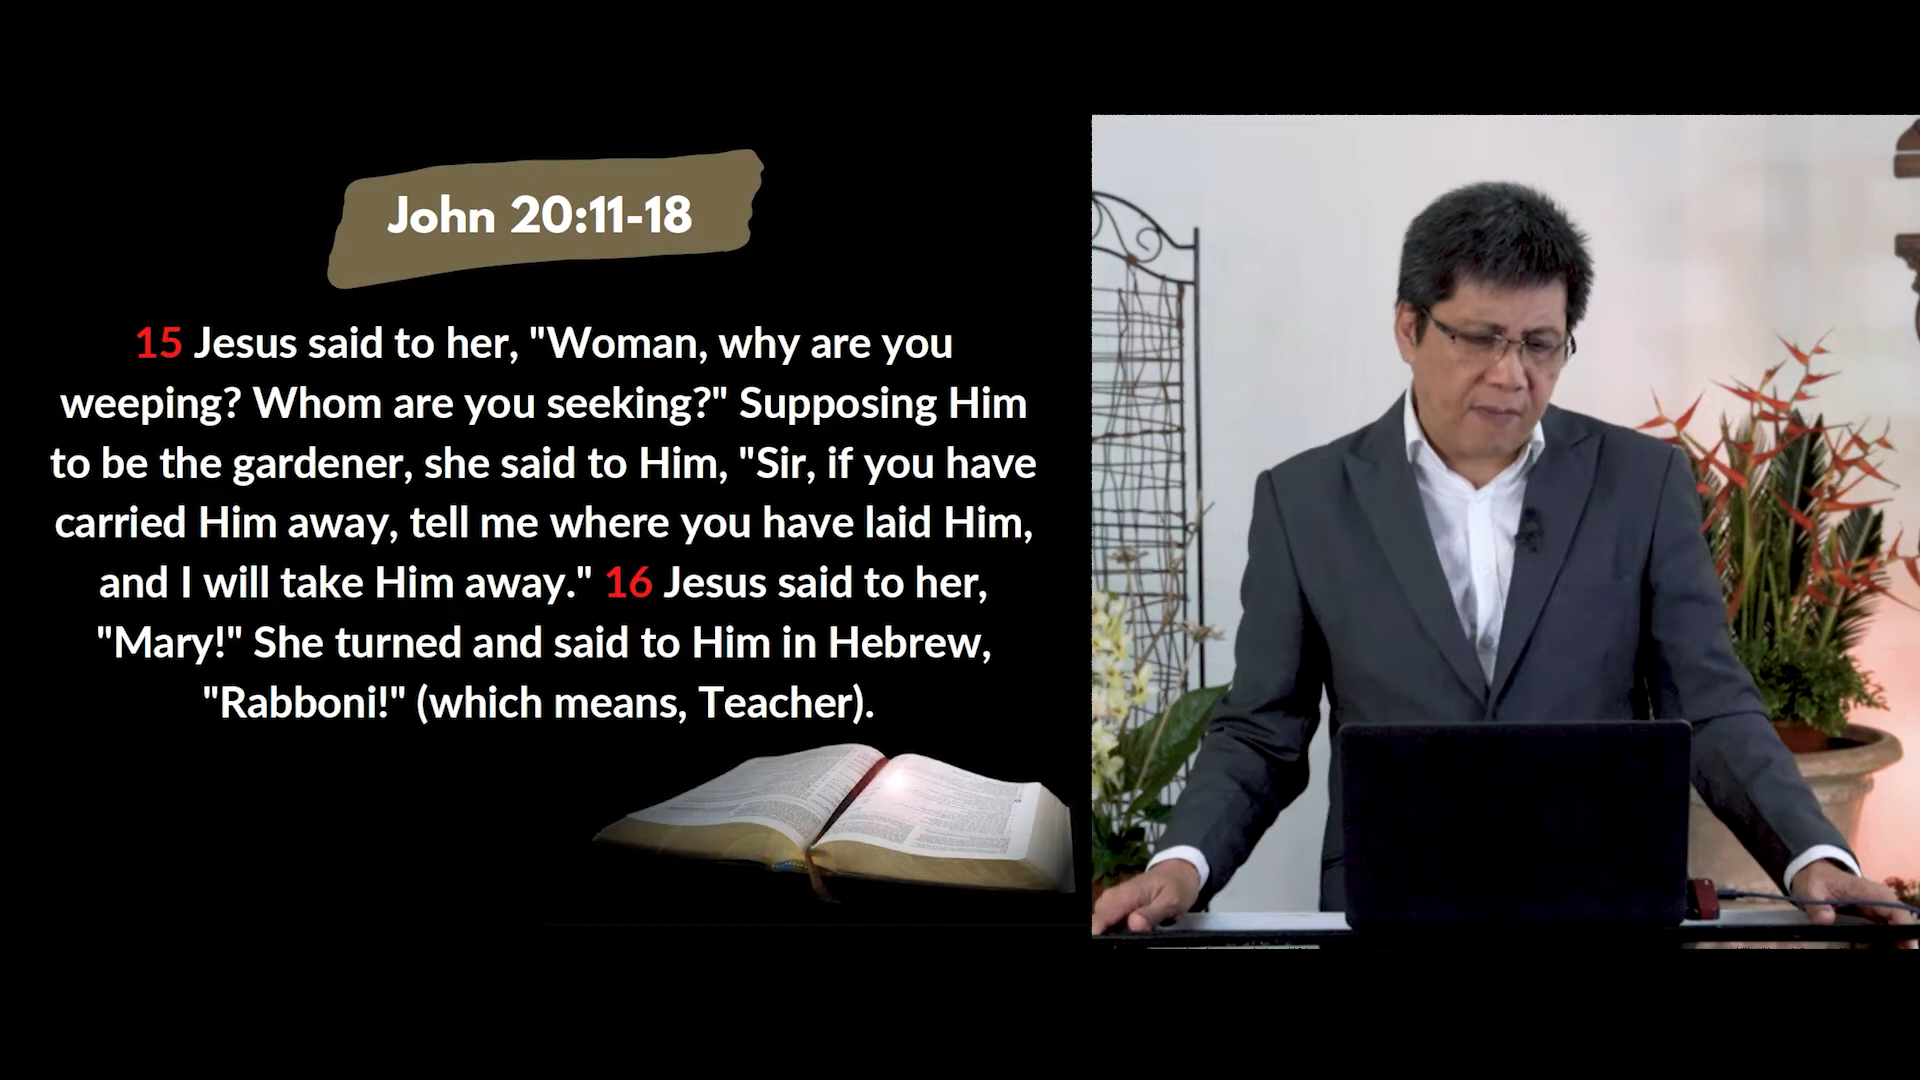 John 20:11-18
15 Jesus said to her, "Woman, why are you
weeping? Whom are you seeking?" Supposing Him
to be the gardener, she said to Him, "Sir, if you have
carried Him away, tell me where you have laid Him,
and I will take Him away." 16 Jesus said to her,
"Mary!" She turned and said to Him in Hebrew,
"Rabboni!" (which means, Teacher).